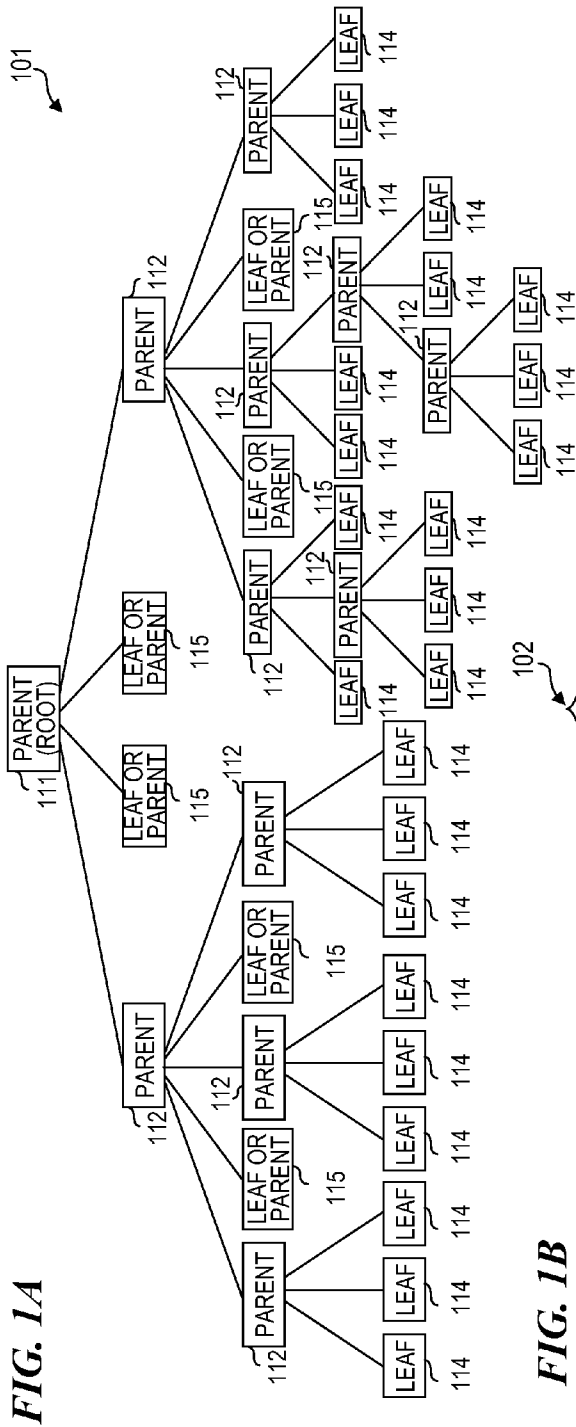 FIG. 1A
101
PARENT
(ROOT)
111
PARENT
112
LEAF OR
PARENT
115
LEAF OR
PARENT
115
PARENT
112
PARENT
112
LEAF OR
PARENT
115
PARENT
112
LEAF OR
PARENT
115
PARENT
112
PARENT
112
LEAF OR
PARENT
115
PARENT
112
LEAF OR
PARENT
115
PARENT
112
LEAF
114
PARENT
112
LEAF
114
LEAF
114
LEAF
114
PARENT
112
LEAF
114
LEAF
114
LEAF
114
LEAF
114
LEAF
114
LEAF
114
LEAF
114
LEAF
114
LEAF
114
LEAF
114
LEAF
114
LEAF
114
LEAF
114
LEAF
114
LEAF
114
PARENT
112
LEAF
114
LEAF
114
LEAF
114
LEAF
114
LEAF
114
FIG. 1B
102